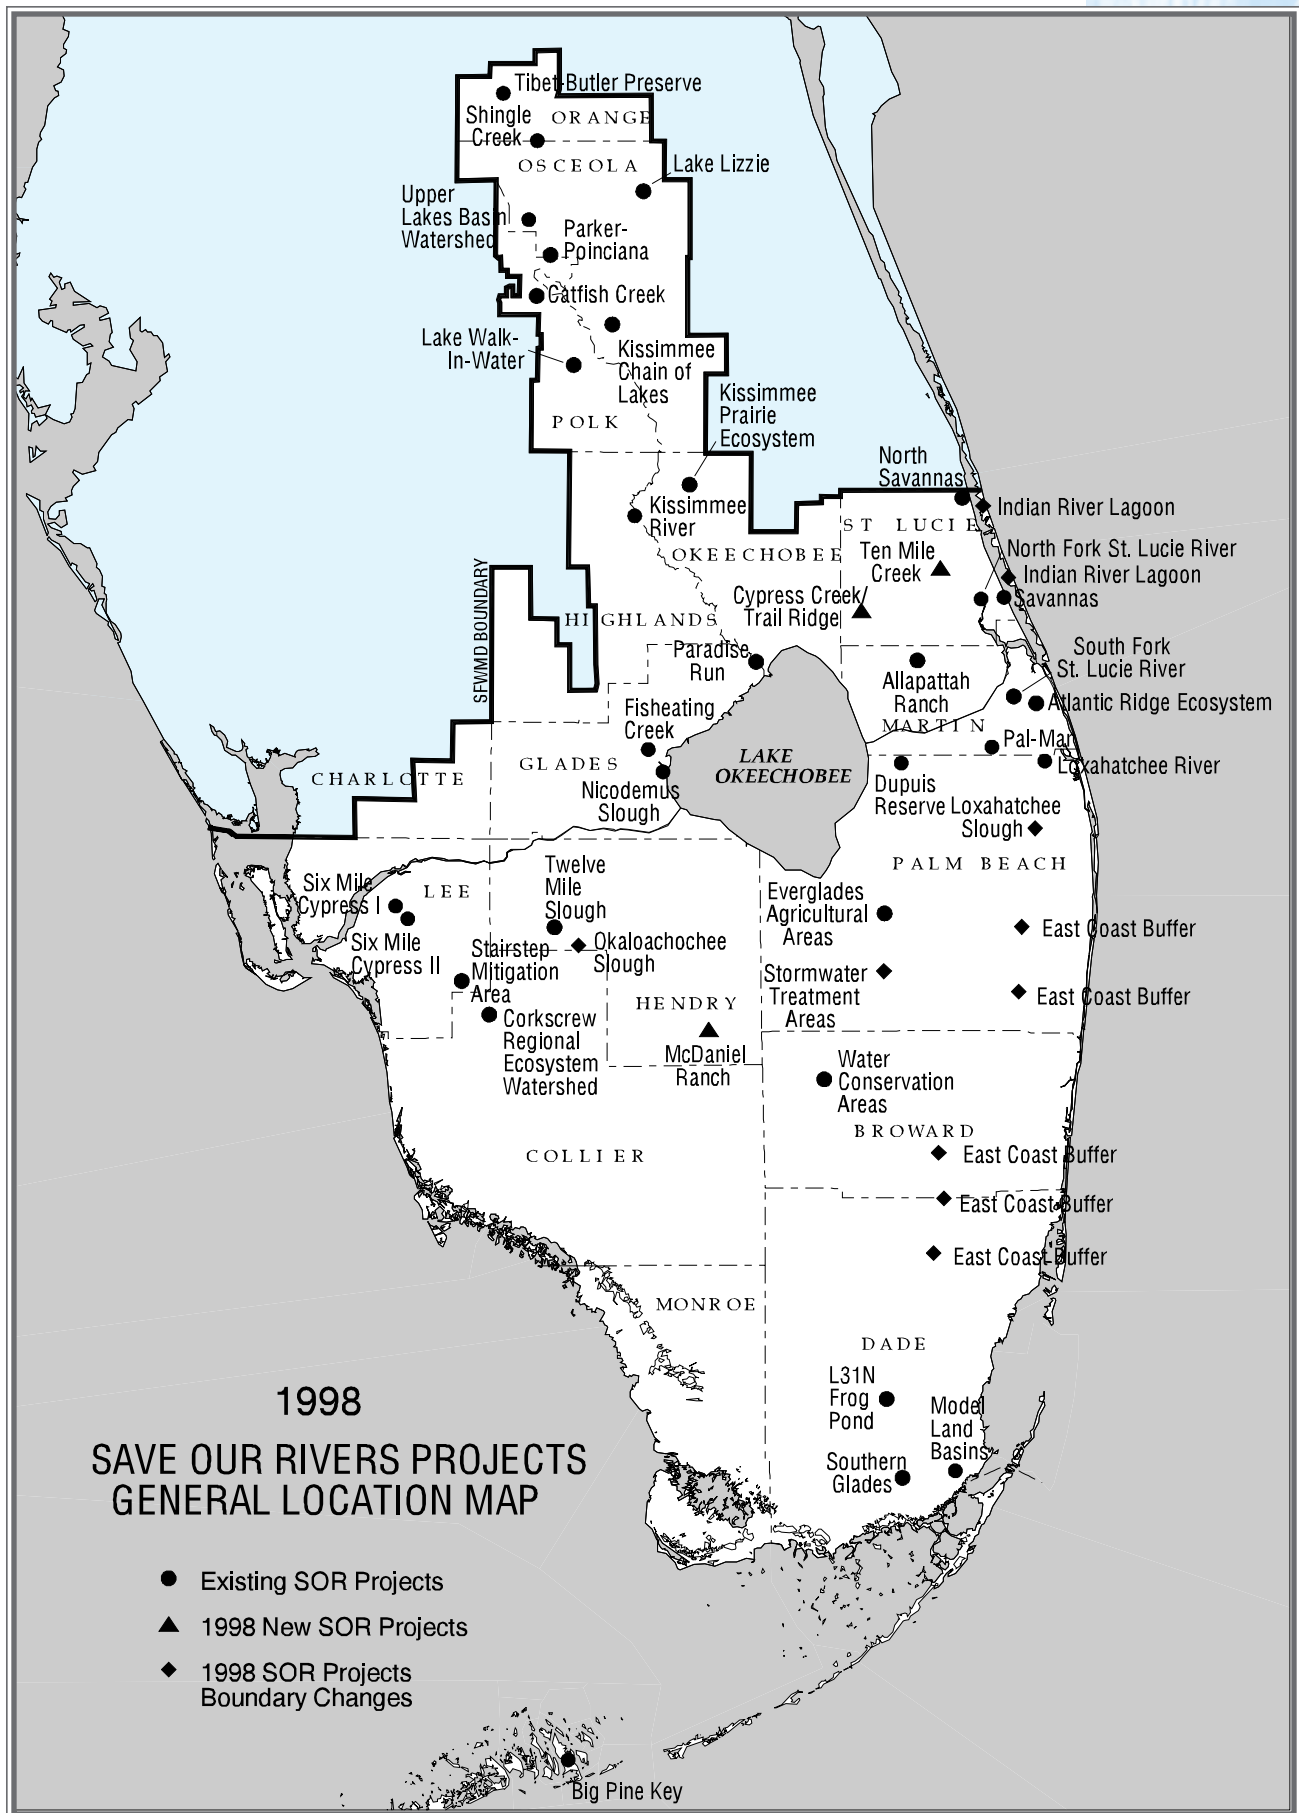 Tibet-Butler Preserve
Shingle
Creek
ORANGE
OSCEOLA
Lake Lizzie
Upper
Lakes Basin
Watershed
Parker-
Poinciana
Catfish Creek
Lake Walk-
In-Water
Kissimmee
Chain of
Lakes
POLK
Kissimmee
Prairie
Ecosystem
North
Savannas
Kissimmee
River
Indian River Lagoon
ST LUCIE
OKEECHOBEE
Ten Mile
Creek
North Fork St. Lucie River
Indian River Lagoon
Savannas
Cypress Creek/
Trail Ridge
HIGHLANDS
SFWMD BOUNDARY
Paradise
Run
South Fork
St. Lucie River
Allapattah
Ranch
Atlantic Ridge Ecosystem
Fisheating
Creek
MARTIN
Pal-Mar
LAKE
OKEECHOBEE
GLADES
CHARLOTTE
Loxahatchee River
Nicodemus
Slough
Dupuis
Reserve
Loxahatchee
Slough
PALM BEACH
Twelve
Mile
Slough
Six Mile
Cypress I
LEE
Everglades
Agricultural
Areas
East Coast Buffer
Six Mile
Cypress II
Stairstep
Mitigation
Area
Okaloachochee
Slough
Stormwater
Treatment
Areas
East Coast Buffer
HENDRY
Corkscrew
Regional
Ecosystem
Watershed
McDaniel
Ranch
Water
Conservation
Areas
BROWARD
COLLIER
East Coast Buffer
East Coast Buffer
East Coast Buffer
MONROE
DADE
L31N
Frog
Pond
Model
Land
Basins
Southern
Glades
1998
SAVE OUR RIVERS PROJECTS
GENERAL LOCATION MAP
Existing SOR Projects
1998 New SOR Projects
1998 SOR Projects
Boundary Changes
Big Pine Key